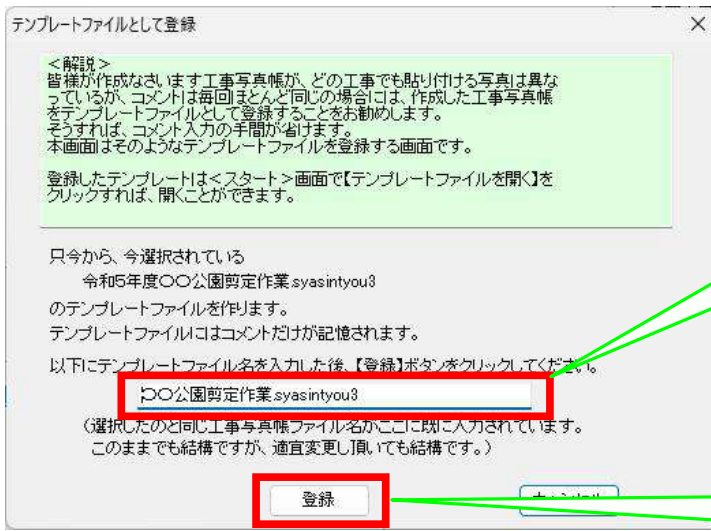 テンプレートファイルとして登録
＜解説＞
皆様が作成なさいます工事写真帳が、どの工事でも貼り付ける写真は異な
っているが、コメントは毎回ほとんど同じの場合には、作成した工事写真帳
をテンプレートファイルとして登録することをお勧めします。
そうすれば、コメント入力の手間が省けます。
本画面はそのようなテンプレートファイルを登録する画面です。
登録したテンプレートは＜スタート＞画面で【テンプレートファイルを開く】を
クリックすれば、開くことができます。
只今から、今選択されている
令和5年度〇〇公園剪定作業.syasintyou3
のテンプレートファイルを作ります。
テンプレートファイルにはコメントだけが記憶されます。
以下にテンプレートファイル名を入力した後、【登録】ボタンをクリックしてください。
〇〇公園剪定作業.syasintyou3
（選択したのと同じ工事写真帳ファイル名がここに既に入力されています。
このままでも結構ですが、適宜変更し頂いても結構です。）
登録